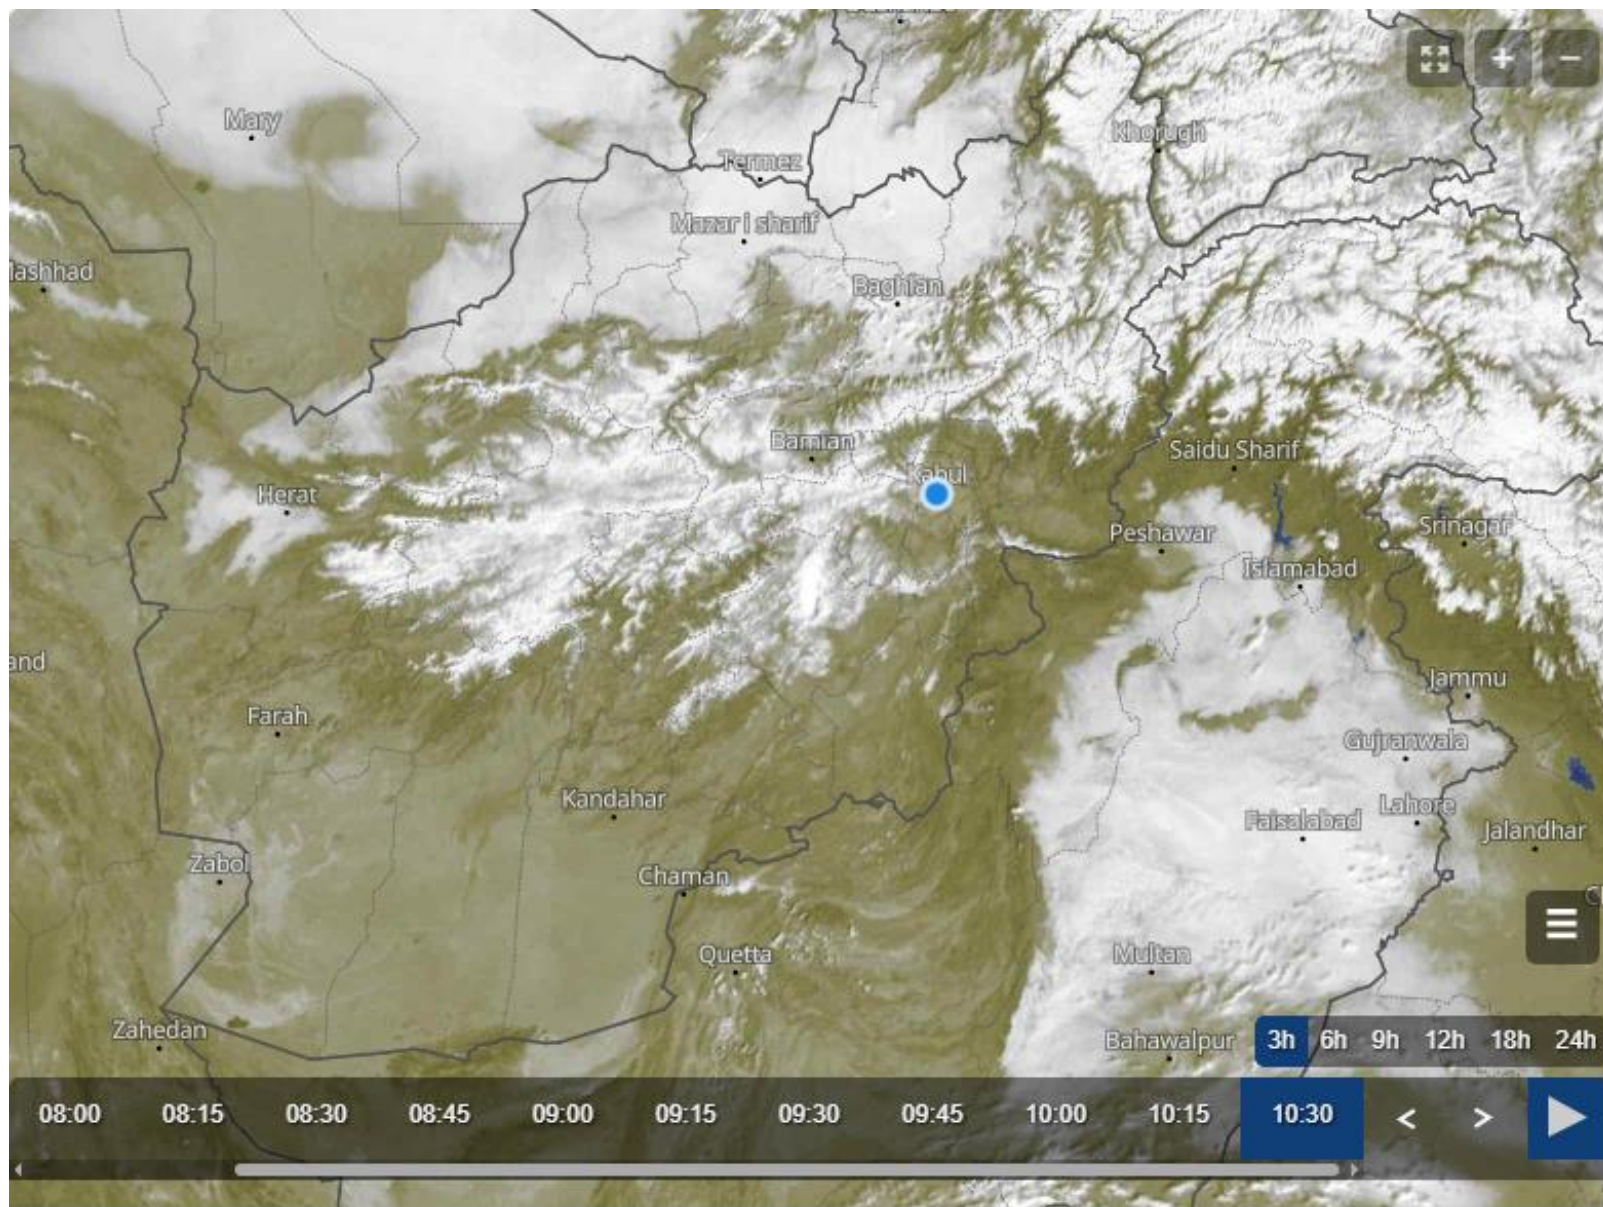 Mary
Khorugh
Termez
Mazar i sharif
ashhad
Baghlan
Bamian
Saidu Sharif
Kabul
Herat
Srinagar
Peshawar
Islamabad
and
Jammu
Farah
Gujranwala
Kandahar
Lahore
Faisalabad
Jalandhar
Zabol
Chaman
Quetta
Multan
Zahedan
Bahawalpur
3h 6h 9h 12h 18h 24h
08:00 08:15 08:30 08:45 09:00 09:15 09:30 09:45 10:00 10:15 10:30 < >